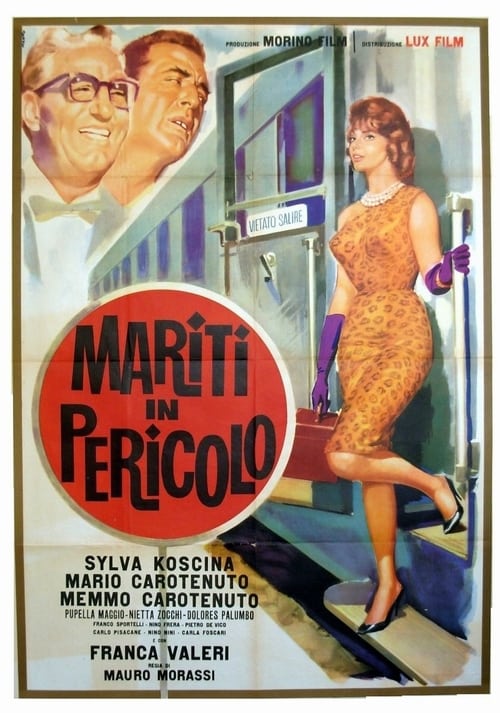 PRODUZIONE MORINO FILM DISTRIBUZIONE LUX FILM
VIETATO SALIRE
MARITI
IN
PERICOLO
SYLVA KOSCINA
MARIO CAROTENUTO
MEMMO CAROTENUTO
PUPELLA MAGGIO-NIETTA ZOCCHI-DOLORES PALUMBO
FRANCO SPORTELLI - NINO FRERA - PIETRO DE VICO
CARLO PISACANE - NINO NINI - CARLA FOSCARI
E CON
FRANCA VALERI
REGIA DI
MAURO MORASSI